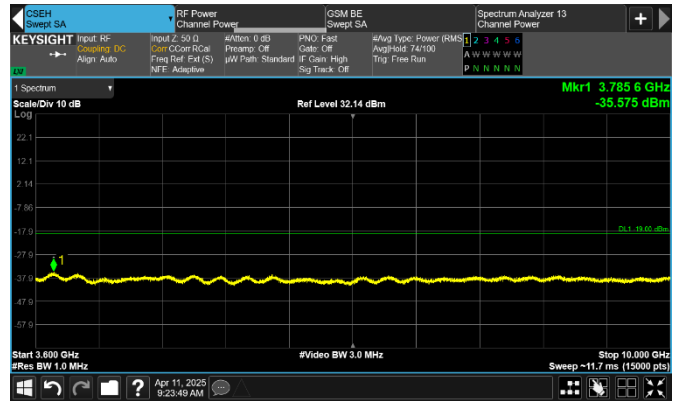 CSEH
Swept SA
RF Power
Channel Power
GSM BE
Swept SA
Spectrum Analyzer 13
Channel Power
+
KEYSIGHT
Input: RF
Coupling: DC
Align: Auto
Input Z: 50 Ω
Corr CCorr RCal
Freq Ref: Ext (S)
NFE: Adaptive
#Atten: 0 dB
Preamp: Off
µW Path: Standard
PNO: Fast
Gate: Off
IF Gain: High
Sig Track: Off
#Avg Type: Power (RMS)
Avg|Hold: 74/100
Trig: Free Run
1 2 3 4 5 6
A W W W W W
P N N N N N
1 Spectrum
Scale/Div 10 dB
Log
Ref Level 32.14 dBm
Mkr1 3.785 6 GHz
-35.575 dBm
22.1
12.1
2.14
-7.86
-17.9
-27.9
-37.9
-47.9
-57.9
DL1 -19.00 dBm
1
Start 3.600 GHz
#Res BW 1.0 MHz
#Video BW 3.0 MHz
Stop 10.000 GHz
Sweep ~11.7 ms (15000 pts)
?
Apr 11, 2025
9:23:49 AM